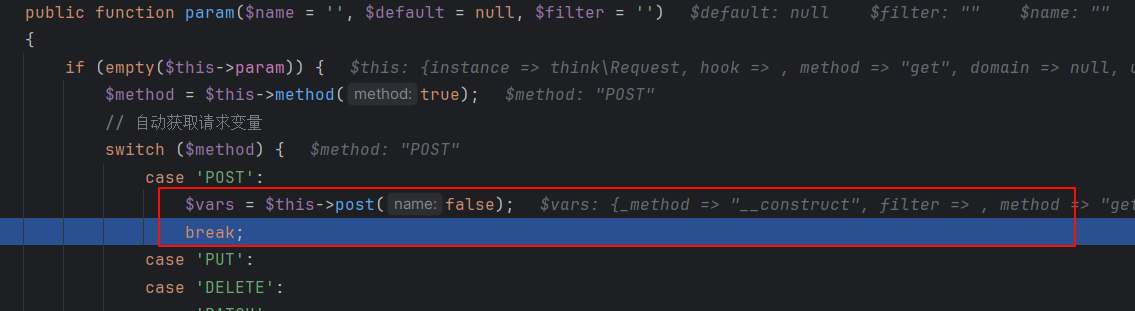 public function param($name = '', $default = null, $filter = '')  $default: null  $filter: ""  $name: ""
{
if (empty($this->param)) {  $this: {instance => think\Request, hook => , method => "get", domain => null, u
$method = $this->method( method: true);  $method: "POST"
// 自动获取请求变量
switch ($method) {  $method: "POST"
case 'POST':
$vars = $this->post( name: false);  $vars: {_method => "__construct", filter => , method => "get
break;
case 'PUT':
case 'DELETE':
'PATCH'